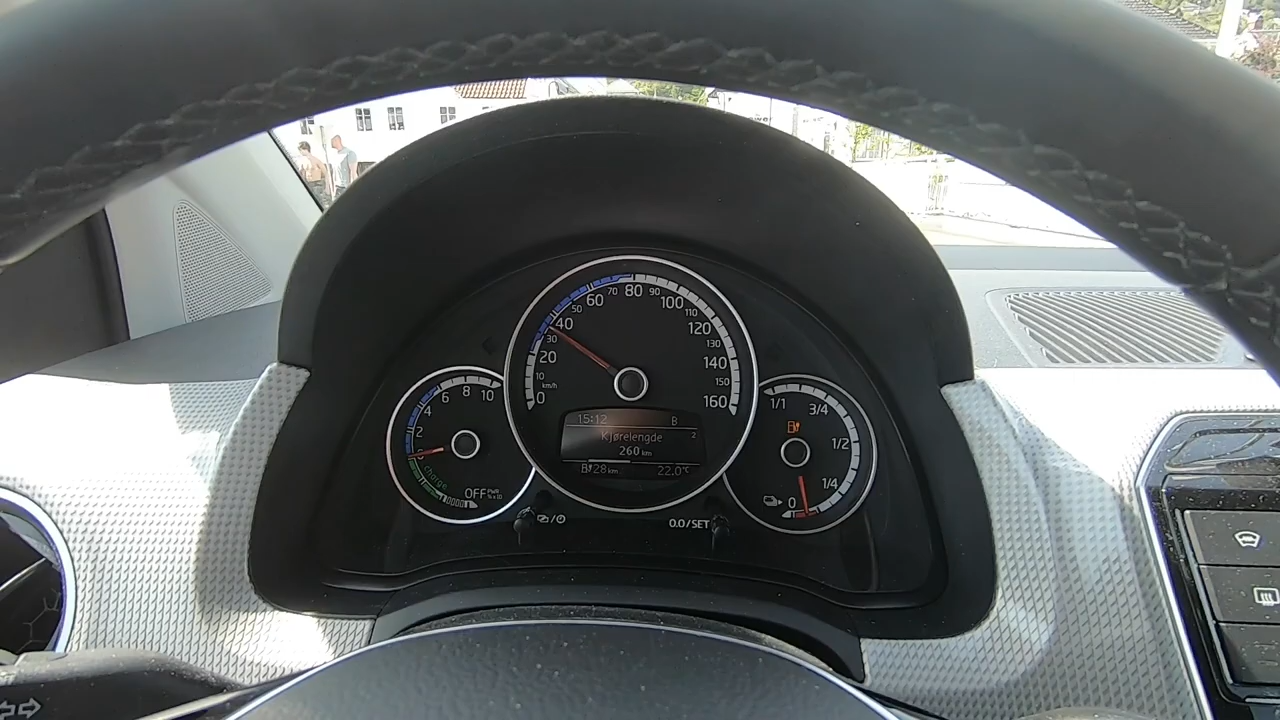 0 10 20 30 40 50 60 70 80 90 100 110 120 130 140 150 160
km/h
15:12 B
Kjørelengde 2
260 km
km 22.0°C
2 4 6 8 10
charge
OFF
1/1 3/4 1/2 1/4 0
0.0/SET